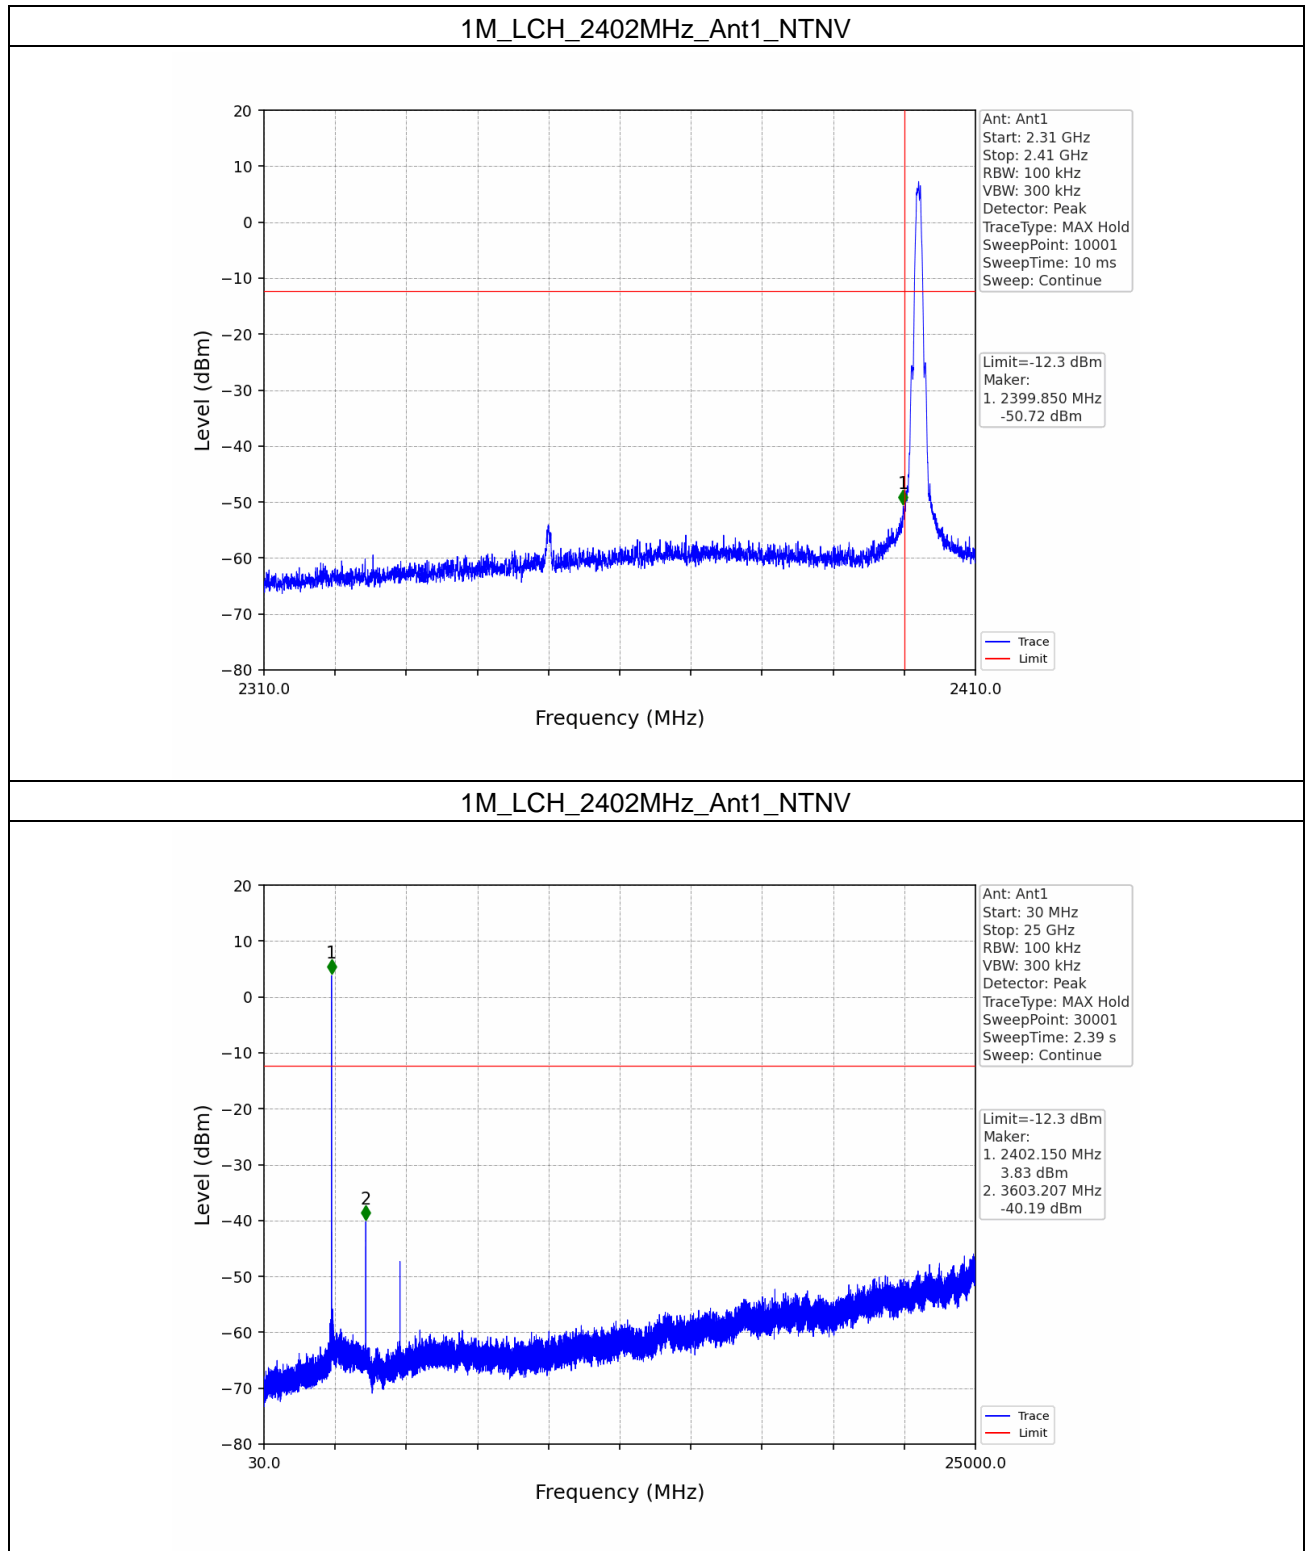 1M_LCH_2402MHz_Ant1_NTNV
20
10
0
−10
−20
−30
−40
−50
−60
−70
−80
Level (dBm)
1
2310.0
2410.0
Frequency (MHz)
Ant: Ant1
Start: 2.31 GHz
Stop: 2.41 GHz
RBW: 100 kHz
VBW: 300 kHz
Detector: Peak
TraceType: MAX Hold
SweepPoint: 10001
SweepTime: 10 ms
Sweep: Continue
Limit=-12.3 dBm
Maker:
1. 2399.850 MHz
-50.72 dBm
Trace
Limit
1M_LCH_2402MHz_Ant1_NTNV
20
10
0
−10
−20
−30
−40
−50
−60
−70
−80
Level (dBm)
1
2
30.0
25000.0
Frequency (MHz)
Ant: Ant1
Start: 30 MHz
Stop: 25 GHz
RBW: 100 kHz
VBW: 300 kHz
Detector: Peak
TraceType: MAX Hold
SweepPoint: 30001
SweepTime: 2.39 s
Sweep: Continue
Limit=-12.3 dBm
Maker:
1. 2402.150 MHz
3.83 dBm
2. 3603.207 MHz
-40.19 dBm
Trace
Limit